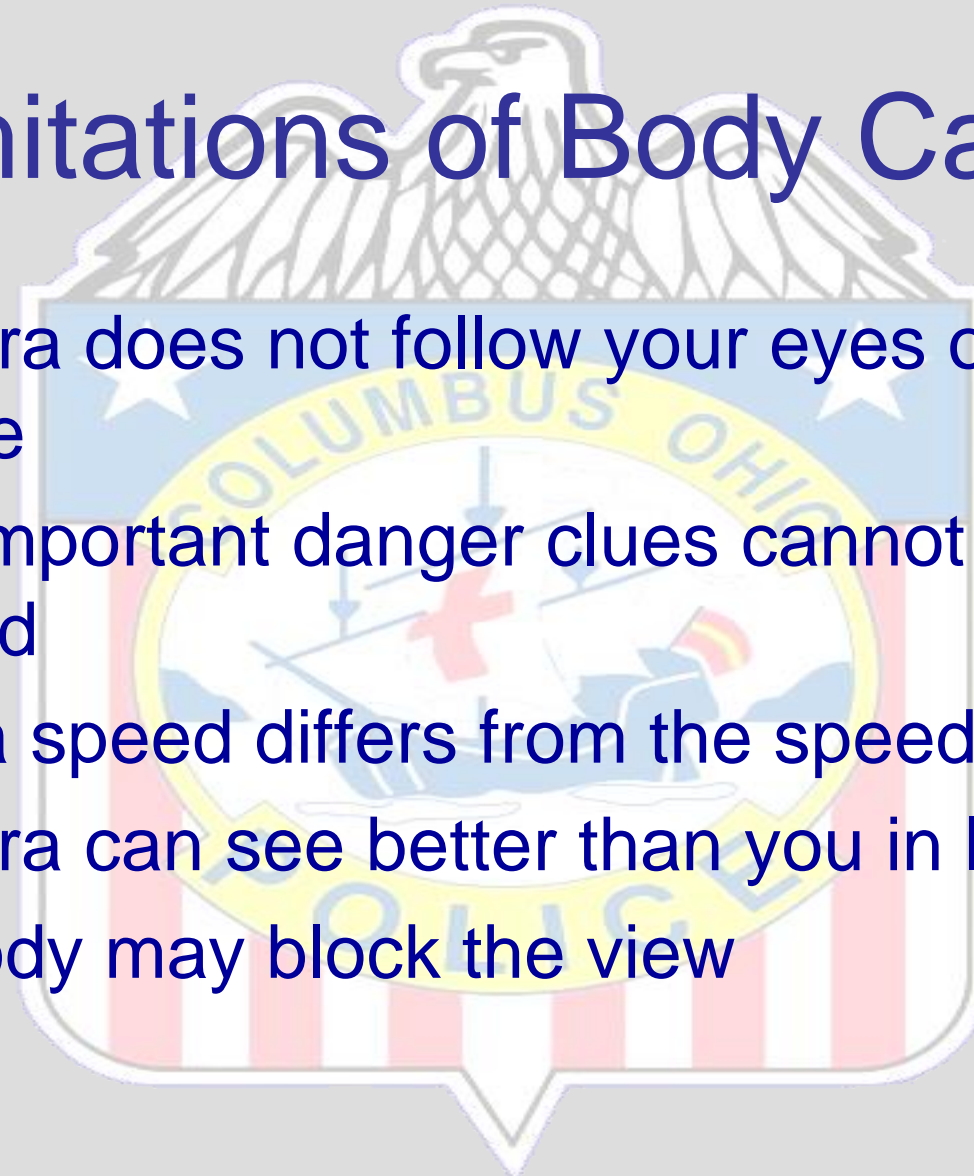 nitations of Body Ca
ra does not follow your eyes o
e
mportant danger clues cannot
d
a speed differs from the speed
ra can see better than you in l
ody may block the view
COLUMBUS OHIO
POLICE